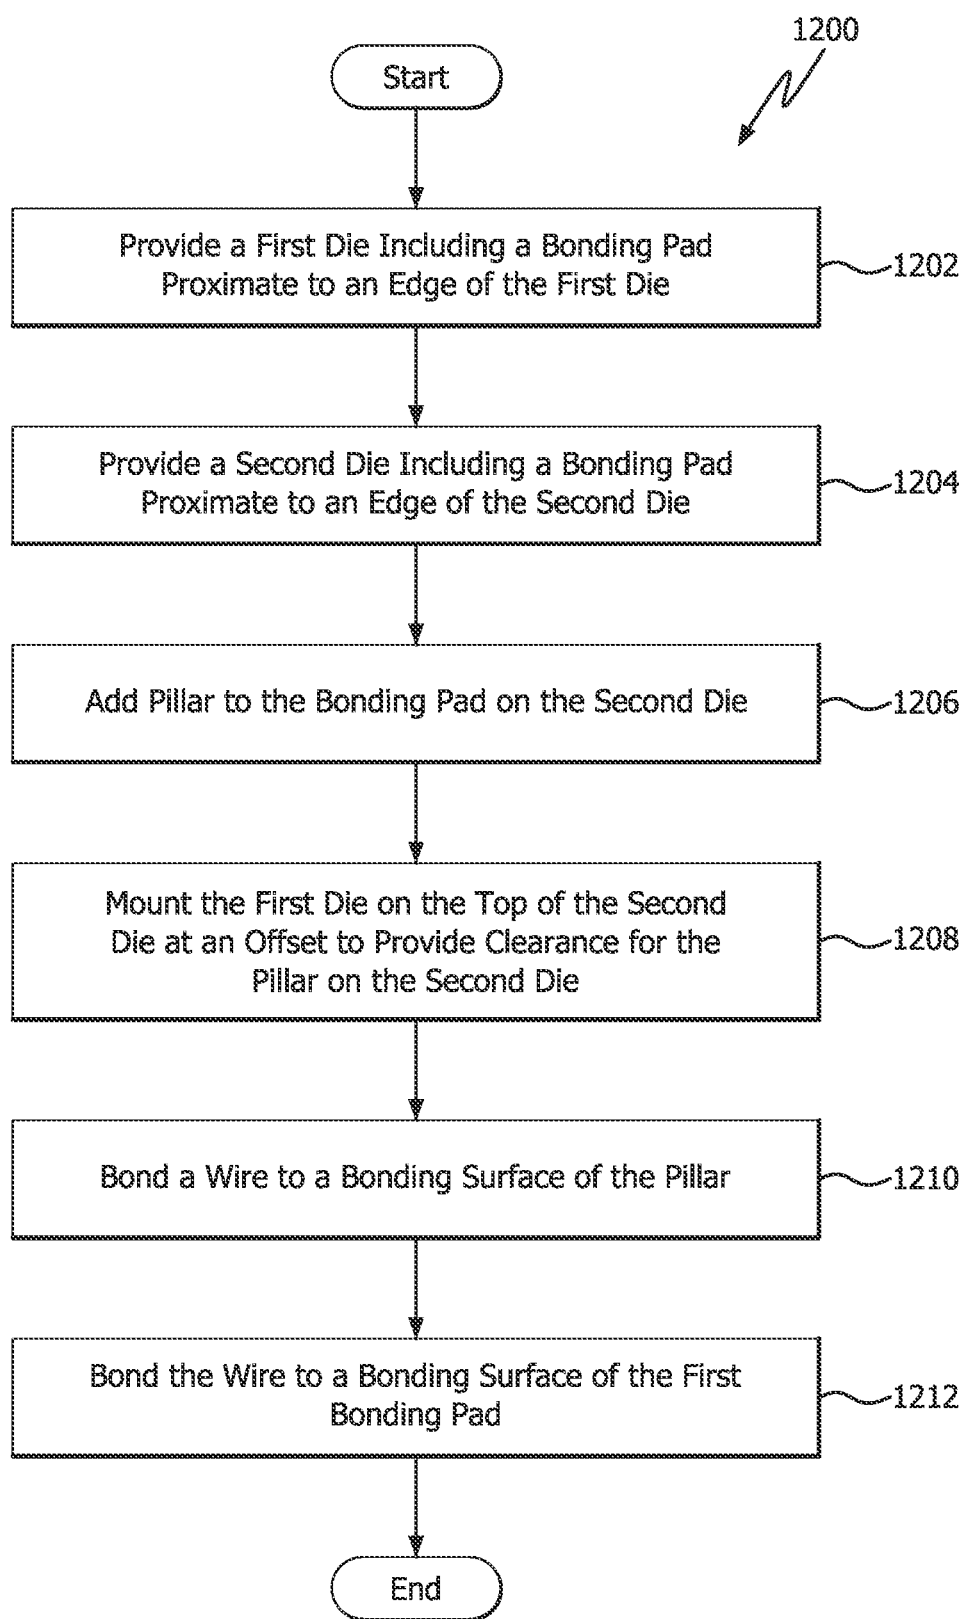 1200
Start
Provide a First Die Including a Bonding Pad
Proximate to an Edge of the First Die
1202
Provide a Second Die Including a Bonding Pad
Proximate to an Edge of the Second Die
1204
Add Pillar to the Bonding Pad on the Second Die
1206
Mount the First Die on the Top of the Second
Die at an Offset to Provide Clearance for the
Pillar on the Second Die
1208
Bond a Wire to a Bonding Surface of the Pillar
1210
Bond the Wire to a Bonding Surface of the First
Bonding Pad
1212
End